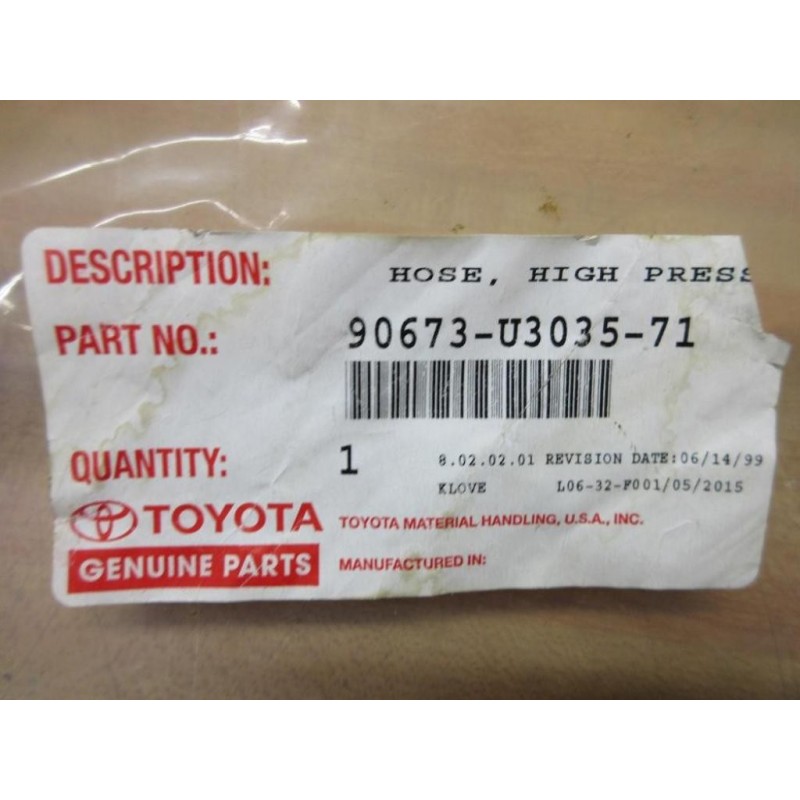 DESCRIPTION: HOSE, HIGH PRESS
PART NO.: 90673-U3035-71
QUANTITY: 1 8.02.02.01 REVISION DATE:06/14/99
KLOVE L06-32-F001/05/2015
TOYOTA TOYOTA MATERIAL HANDLING, U.S.A., INC.
GENUINE PARTS MANUFACTURED IN: